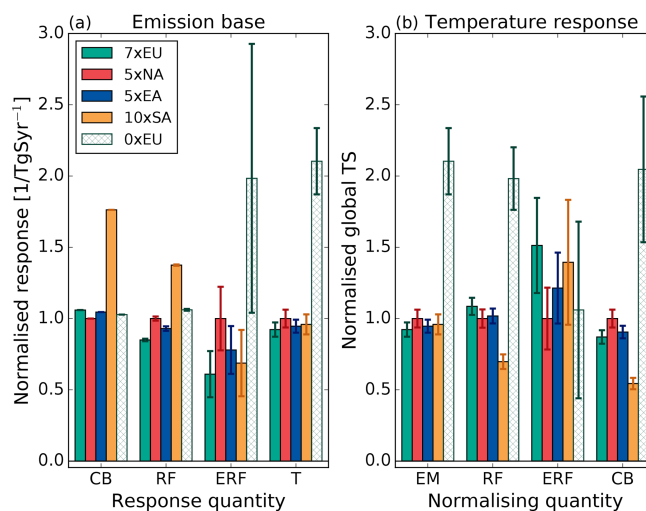 (a) Emission base
3.0
2.5
2.0
1.5
1.0
0.5
0.0
Normalised response [1/TgSyr⁻¹]
7xEU
5xNA
5xEA
10xSA
0xEU
CB RF ERF T
Response quantity
(b) Temperature response
3.0
2.5
2.0
1.5
1.0
0.5
0.0
Normalised global TS
EM RF ERF CB
Normalising quantity